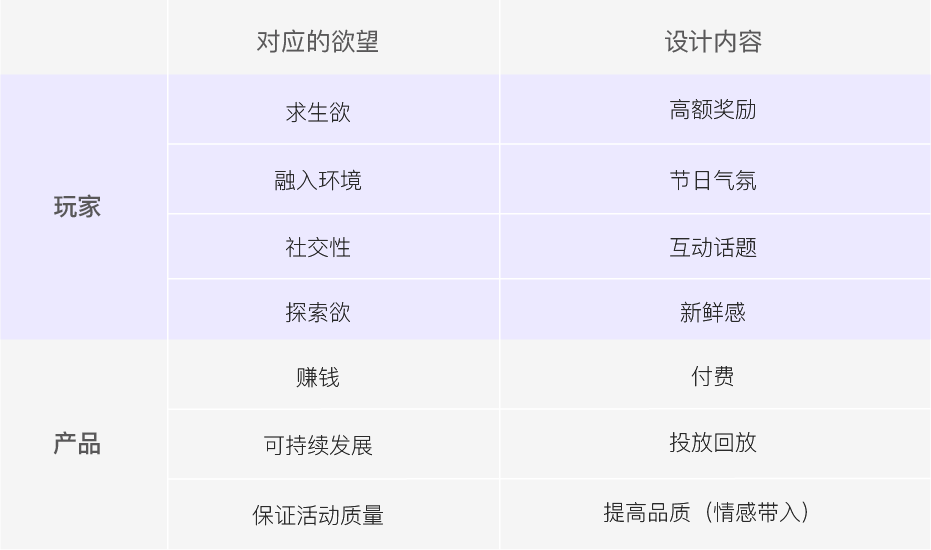 对应的欲望 设计内容
求生欲 高额奖励
融入环境 节日气氛
玩家
社交性 互动话题
探索欲 新鲜感
赚钱 付费
产品 可持续发展 投放回放
保证活动质量 提高品质（情感带入）